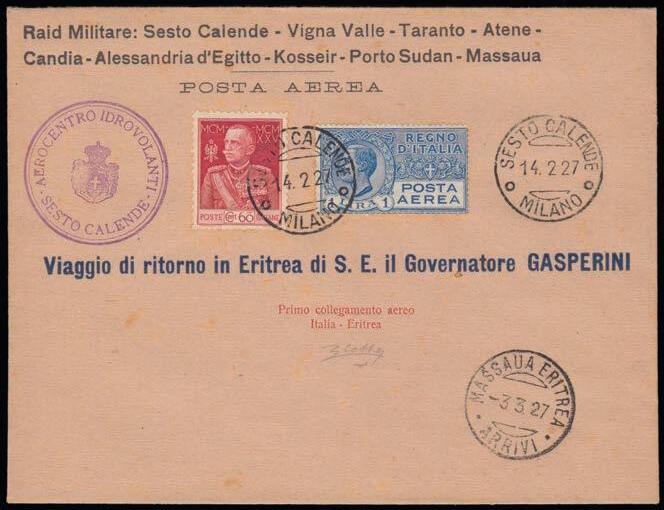 Raid Militare: Sesto Calende - Vigna Valle - Taranto - Atene -
Candia - Alessandria d'Egitto - Kosseir - Porto Sudan - Massaua
POSTA AEREA
AEROCENTRO IDROVOLANTI
- SESTO CALENDE -
MCM MCM
XXV
POSTE CENT 60 ITALIANE
SESTO CALENDE
14.2.27
MILANO
REGNO
D'ITALIA
POSTA
AEREA
LIRA 1
SESTO CALENDE
14.2.27
MILANO
Viaggio di ritorno in Eritrea di S. E. il Governatore GASPERINI
Primo collegamento aereo
Italia - Eritrea
MASSAUA ERITREA
-3.3.27
· ARRIVI ·